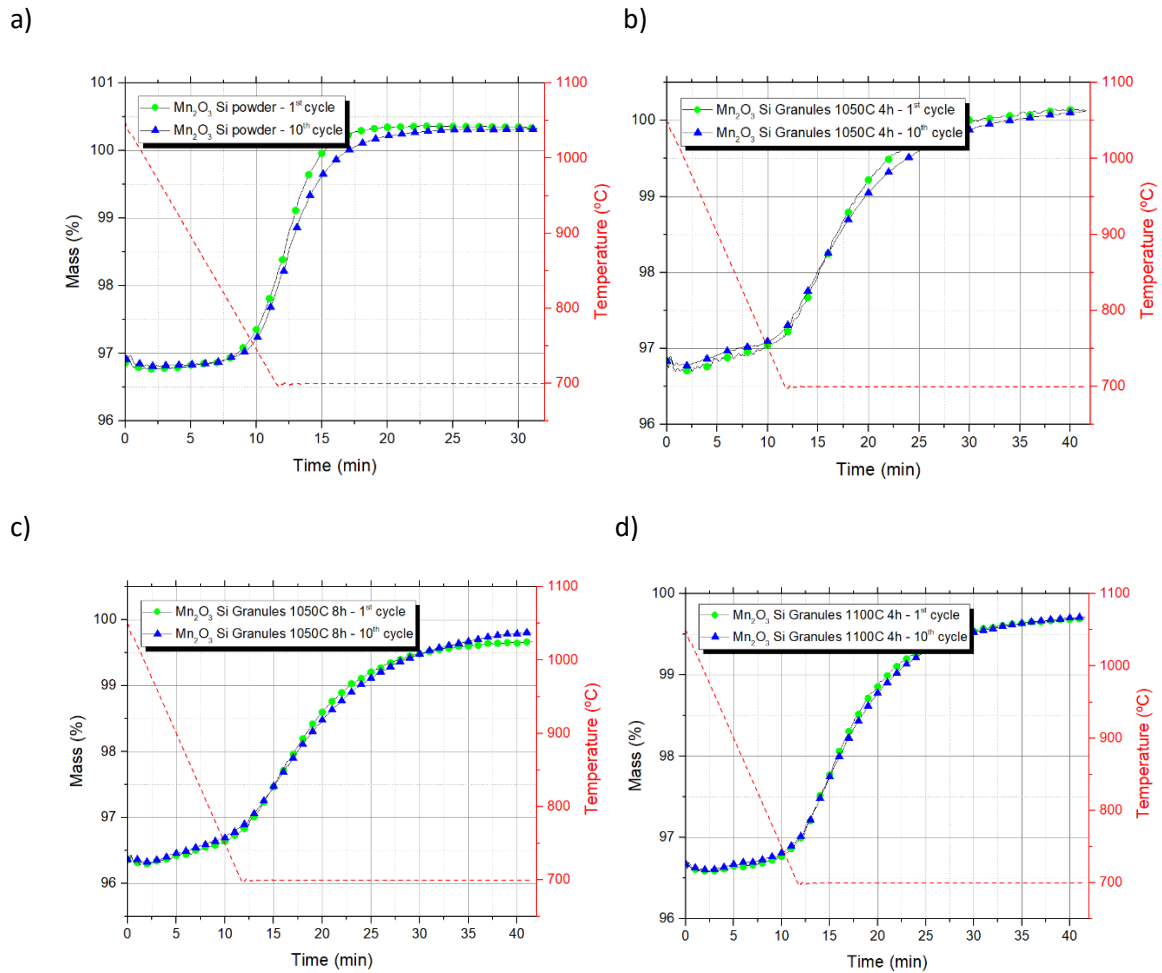 a)
Mn₂O₃ Si powder - 1ˢᵗ cycle
Mn₂O₃ Si powder - 10ᵗʰ cycle
101
100
99
98
97
96
Mass (%)
0 5 10 15 20 25 30
Time (min)
1100
1000
900
800
700
Temperature (ºC)
b)
Mn₂O₃ Si Granules 1050C 4h - 1ˢᵗ cycle
Mn₂O₃ Si Granules 1050C 4h - 10ᵗʰ cycle
100
99
98
97
96
Mass (%)
0 5 10 15 20 25 30 35 40
Time (min)
1100
1000
900
800
700
Temperature (ºC)
c)
Mn₂O₃ Si Granules 1050C 8h - 1ˢᵗ cycle
Mn₂O₃ Si Granules 1050C 8h - 10ᵗʰ cycle
100
99
98
97
96
Mass (%)
0 5 10 15 20 25 30 35 40
Time (min)
1100
1000
900
800
700
Temperature (ºC)
d)
Mn₂O₃ Si Granules 1100C 4h - 1ˢᵗ cycle
Mn₂O₃ Si Granules 1100C 4h - 10ᵗʰ cycle
100
99
98
97
96
Mass (%)
0 5 10 15 20 25 30 35 40
Time (min)
1100
1000
900
800
700
Temperature (ºC)